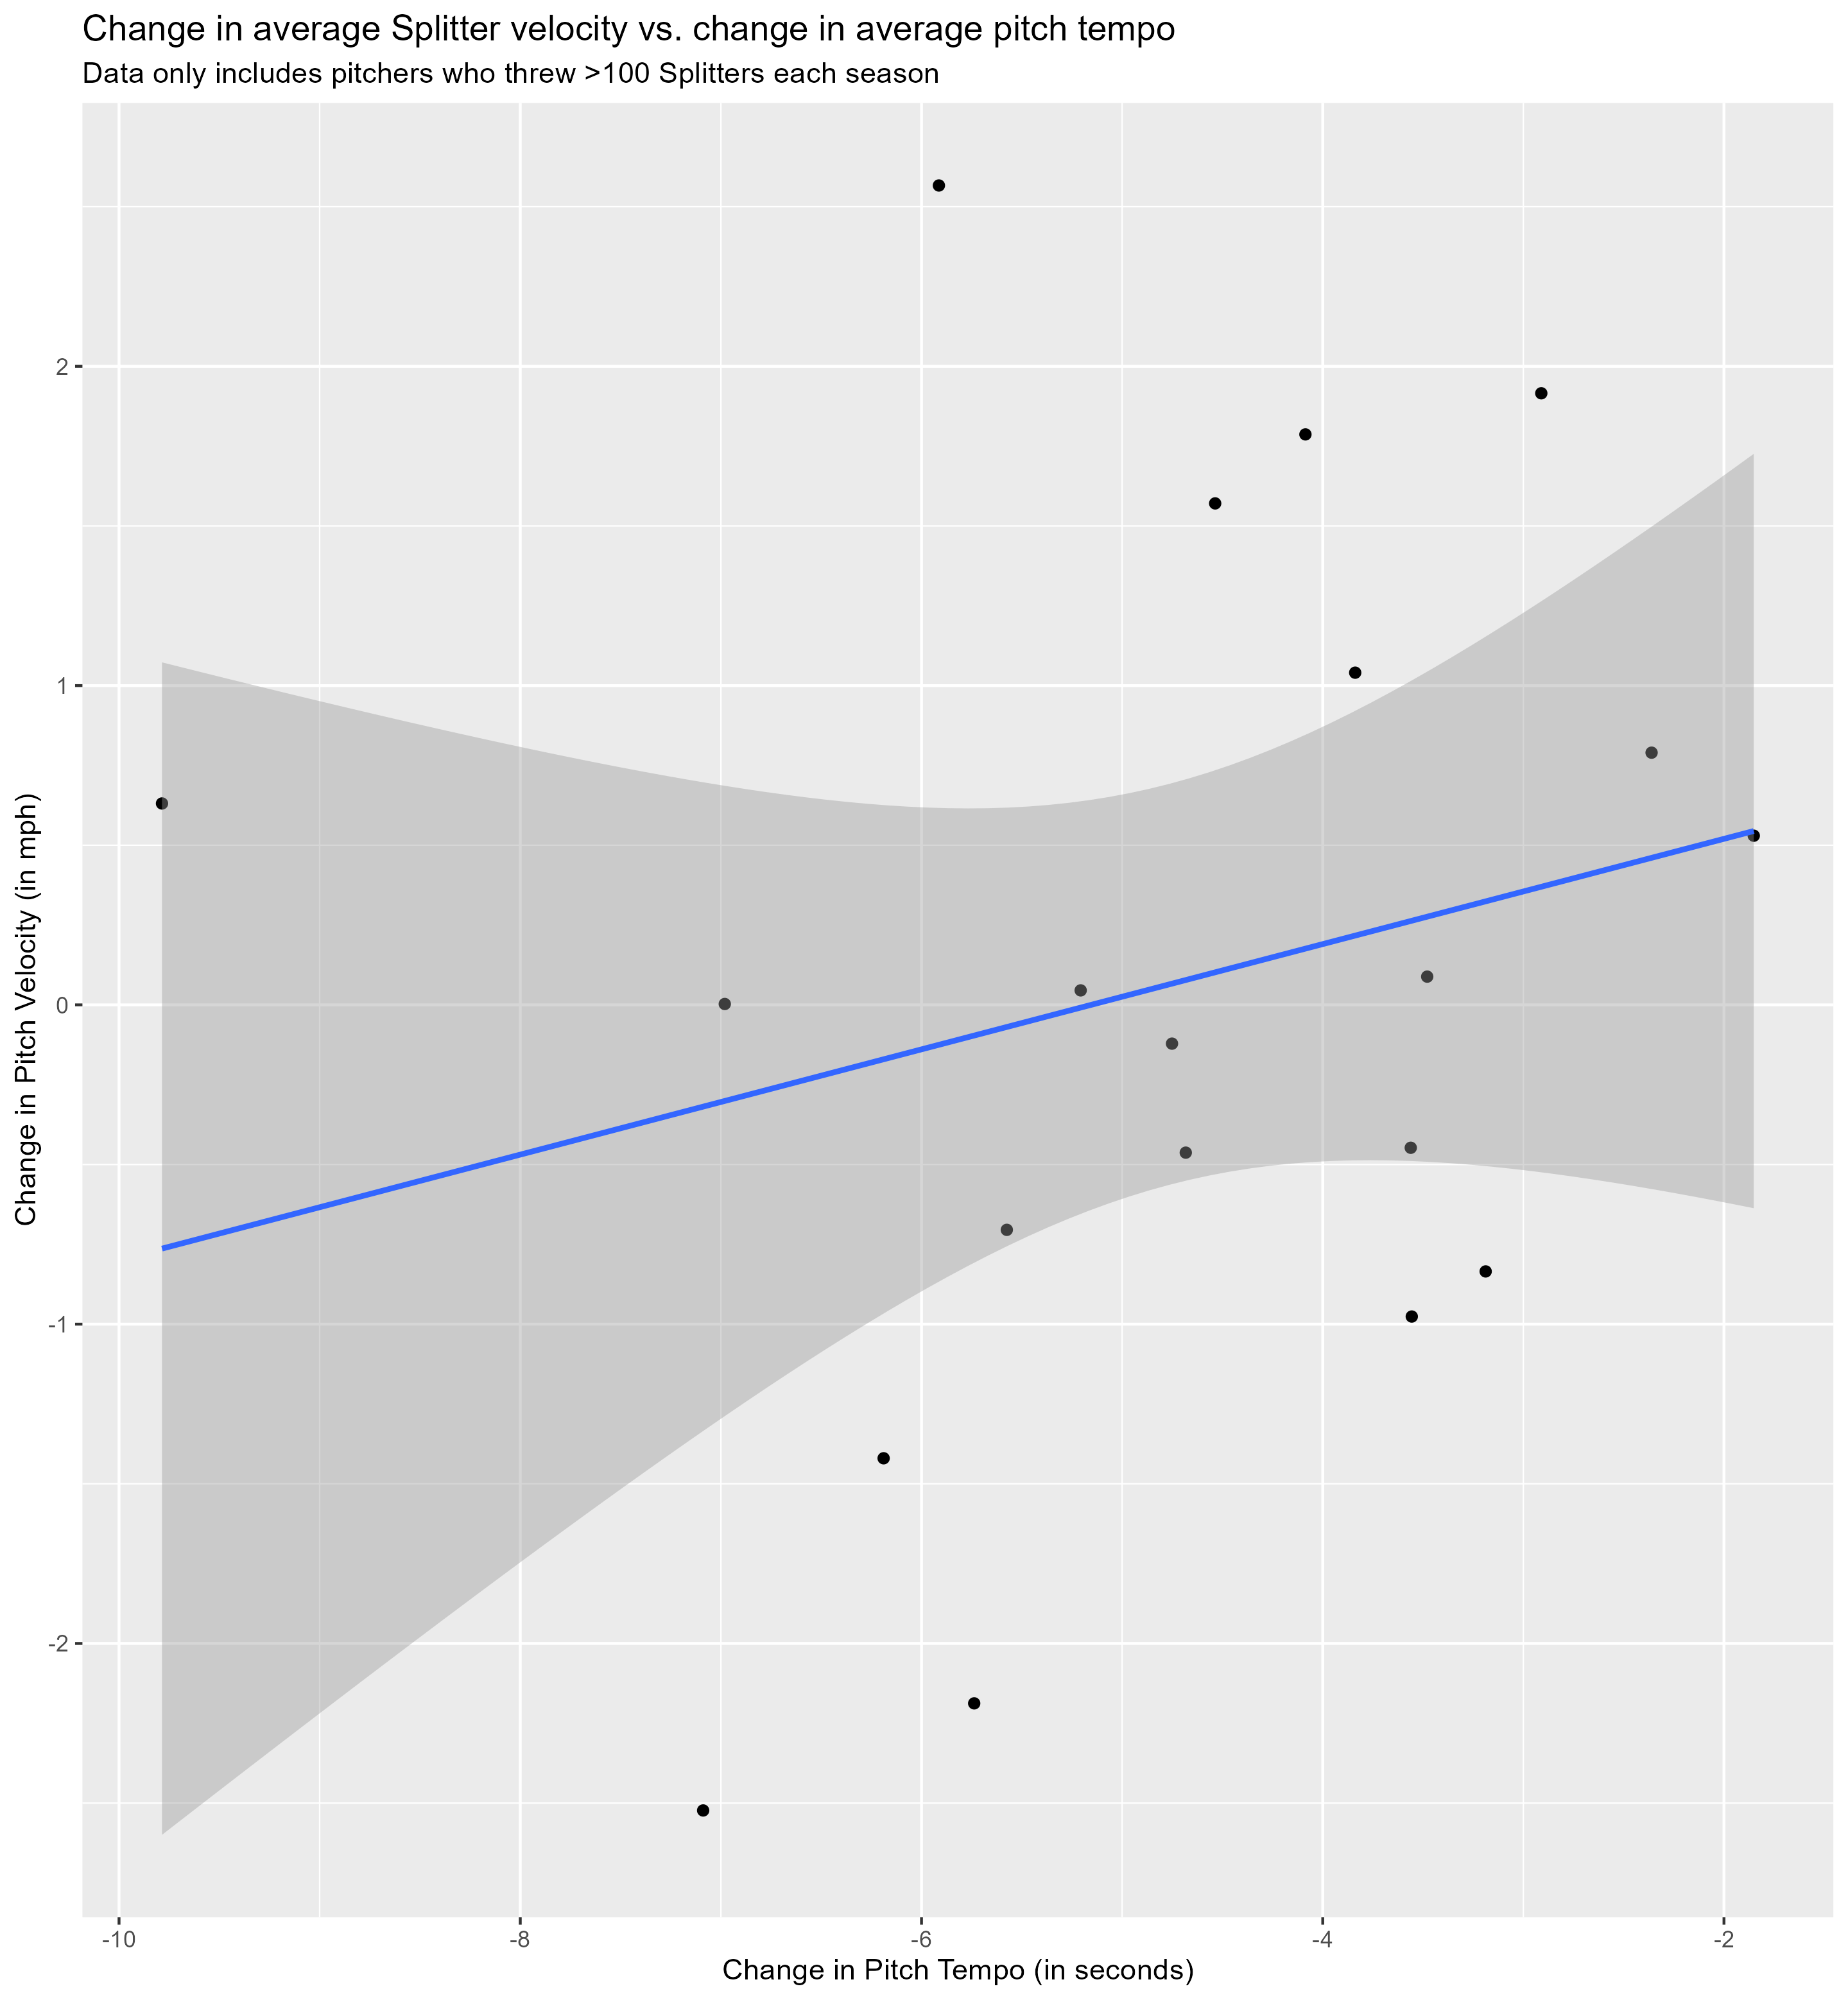 Change in average Splitter velocity vs. change in average pitch tempo
Data only includes pitchers who threw >100 Splitters each season
Change in Pitch Velocity (in mph)
2
1
0
-1
-2
-10
-8
-6
-4
-2
Change in Pitch Tempo (in seconds)